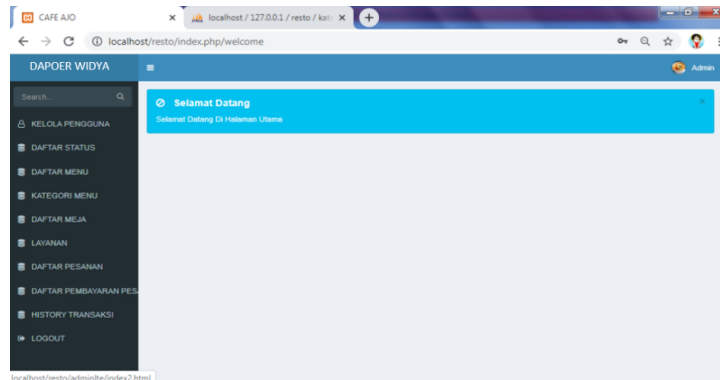 CAFE AJO
localhost / 127.0.0.1 / resto / kat
localhost/resto/index.php/welcome
DAPOER WIDYA
Admin
Search...
Selamat Datang
Selamat Datang Di Halaman Utama
KELOLA PENGGUNA
DAFTAR STATUS
DAFTAR MENU
KATEGORI MENU
DAFTAR MEJA
LAYANAN
DAFTAR PESANAN
DAFTAR PEMBAYARAN PES
HISTORY TRANSAKSI
LOGOUT
localhost/resto/adminlte/index2.html